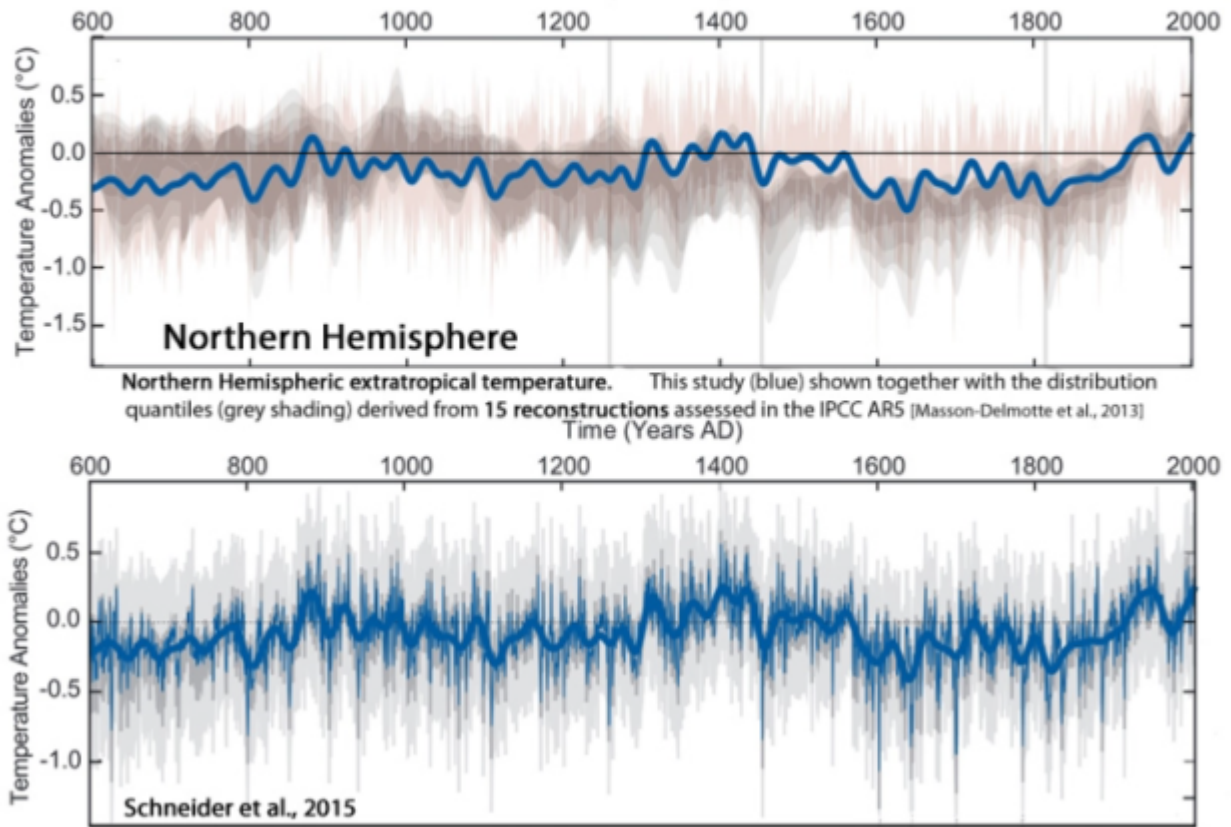 600 800 1000 1200 1400 1600 1800 2000
Temperature Anomalies (°C)
0.5
0.0
-0.5
-1.0
-1.5
Northern Hemisphere
Northern Hemispheric extratropical temperature. This study (blue) shown together with the distribution
quantiles (grey shading) derived from 15 reconstructions assessed in the IPCC AR5 [Masson-Delmotte et al., 2013]
Time (Years AD)
600 800 1000 1200 1400 1600 1800 2000
Temperature Anomalies (°C)
0.5
0.0
-0.5
-1.0
Schneider et al., 2015